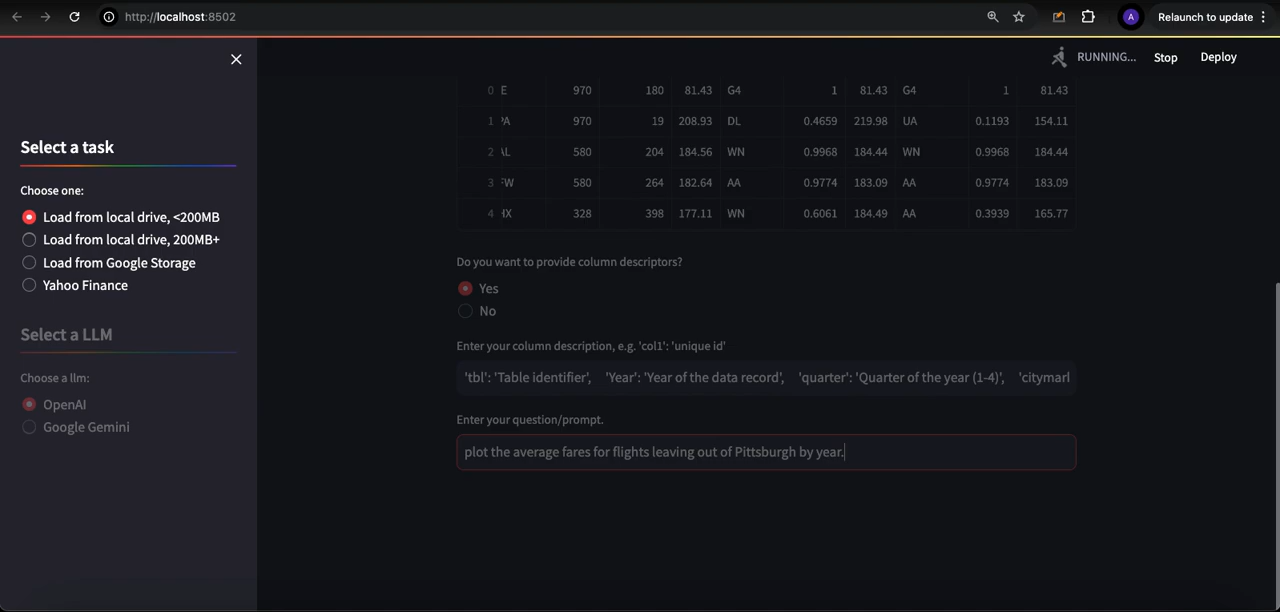 http://localhost:8502
A
Relaunch to update
RUNNING...
Stop
Deploy
Select a task
Choose one:
Load from local drive, <200MB
Load from local drive, 200MB+
Load from Google Storage
Yahoo Finance
Select a LLM
Choose a llm:
OpenAI
Google Gemini
0 E 970 180 81.43 G4 1 81.43 G4 1 81.43
1 PA 970 19 208.93 DL 0.4659 219.98 UA 0.1193 154.11
2 AL 580 204 184.56 WN 0.9968 184.44 WN 0.9968 184.44
3 FW 580 264 182.64 AA 0.9774 183.09 AA 0.9774 183.09
4 HX 328 398 177.11 WN 0.6061 184.49 AA 0.3939 165.77
Do you want to provide column descriptors?
Yes
No
Enter your column description, e.g. 'col1': 'unique id'
'tbl': 'Table identifier', 'Year': 'Year of the data record', 'quarter': 'Quarter of the year (1-4)', 'citymarl
Enter your question/prompt.
plot the average fares for flights leaving out of Pittsburgh by year.